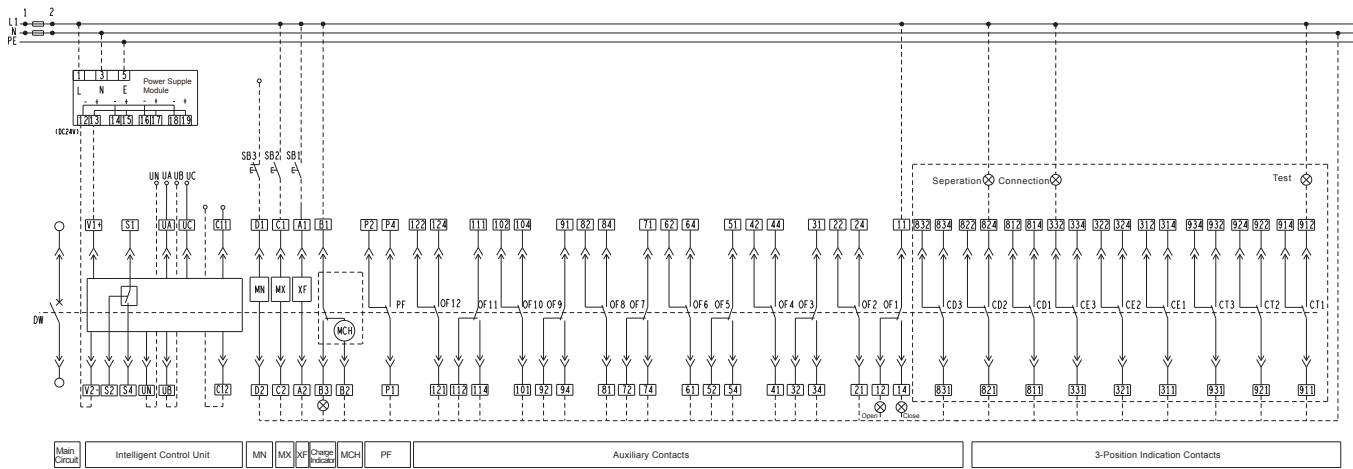 1 2
L1
N
PE
1 3 5
L N E
Power Supply
Module
- + - + - + - +
12 13 14 15 16 17 18 19
(DC24V)
SB3 SB2 SB1
UN UA UB UC
Seperation Connection Test
V1+ S1 UA UC C11 D1 C1 A1 B1 P2 P4 122 124 111 102 104 91 82 84 71 62 64 51 42 44 31 22 24 11 832 834 822 824 812 814 332 334 322 324 312 314 934 932 924 922 914 912
MN MX XF
DW MCH PF OF12 OF11 OF10 OF9 OF8 OF7 OF6 OF5 OF4 OF3 OF2 OF1 CD3 CD2 CD1 CE3 CE2 CE1 CT3 CT2 CT1
V2- S2 S4 UN UB C12 D2 C2 A2 B3 B2 P1 121 112 114 101 92 94 81 72 74 61 52 54 41 32 34 21 12 14 831 821 811 331 321 311 931 921 911
Open Close
Main
Circuit
Intelligent Control Unit MN MX XF
Charge
Indicator
MCH PF Auxiliary Contacts 3-Position Indication Contacts